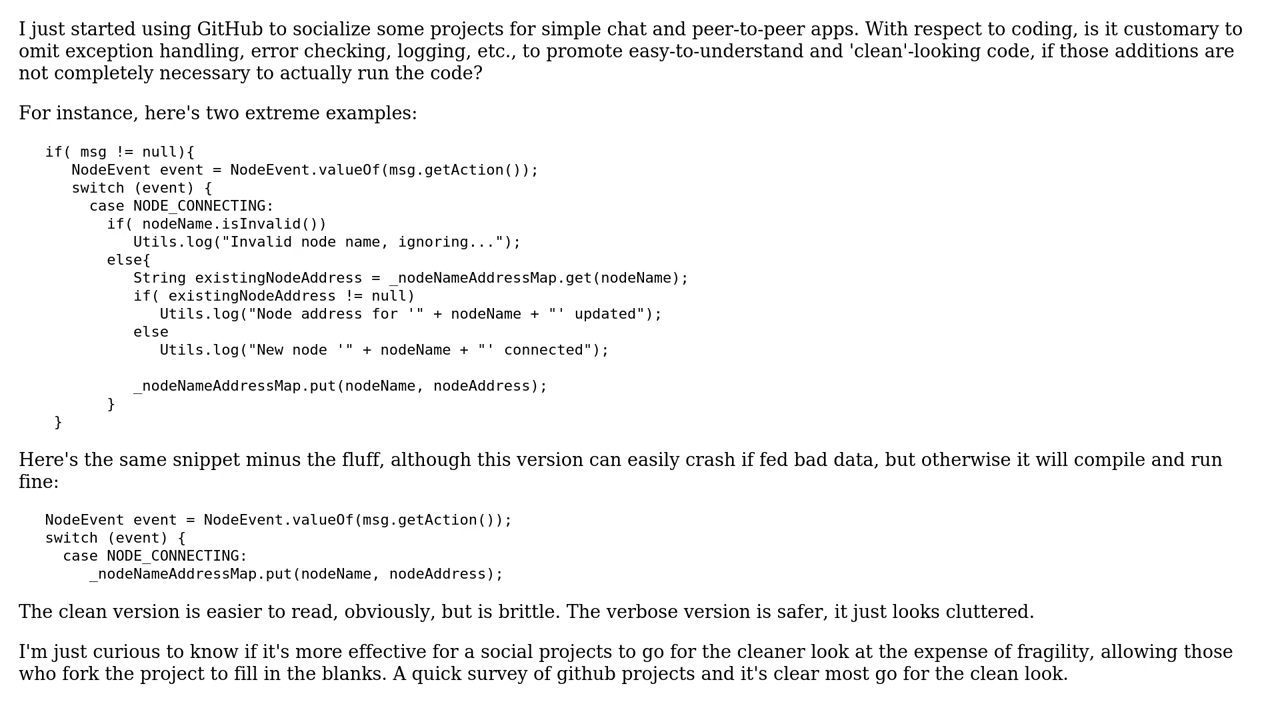 I just started using GitHub to socialize some projects for simple chat and peer-to-peer apps. With respect to coding, is it customary to
omit exception handling, error checking, logging, etc., to promote easy-to-understand and 'clean'-looking code, if those additions are
not completely necessary to actually run the code?
For instance, here's two extreme examples:
if( msg != null){
NodeEvent event = NodeEvent.valueOf(msg.getAction());
switch (event) {
case NODE_CONNECTING:
if( nodeName.isInvalid())
Utils.log("Invalid node name, ignoring...");
else{
String existingNodeAddress = _nodeNameAddressMap.get(nodeName);
if( existingNodeAddress != null)
Utils.log("Node address for '" + nodeName + "' updated");
else
Utils.log("New node '" + nodeName + "' connected");
_nodeNameAddressMap.put(nodeName, nodeAddress);
}
}
Here's the same snippet minus the fluff, although this version can easily crash if fed bad data, but otherwise it will compile and run
fine:
NodeEvent event = NodeEvent.valueOf(msg.getAction());
switch (event) {
case NODE_CONNECTING:
_nodeNameAddressMap.put(nodeName, nodeAddress);
The clean version is easier to read, obviously, but is brittle. The verbose version is safer, it just looks cluttered.
I'm just curious to know if it's more effective for a social projects to go for the cleaner look at the expense of fragility, allowing those
who fork the project to fill in the blanks. A quick survey of github projects and it's clear most go for the clean look.